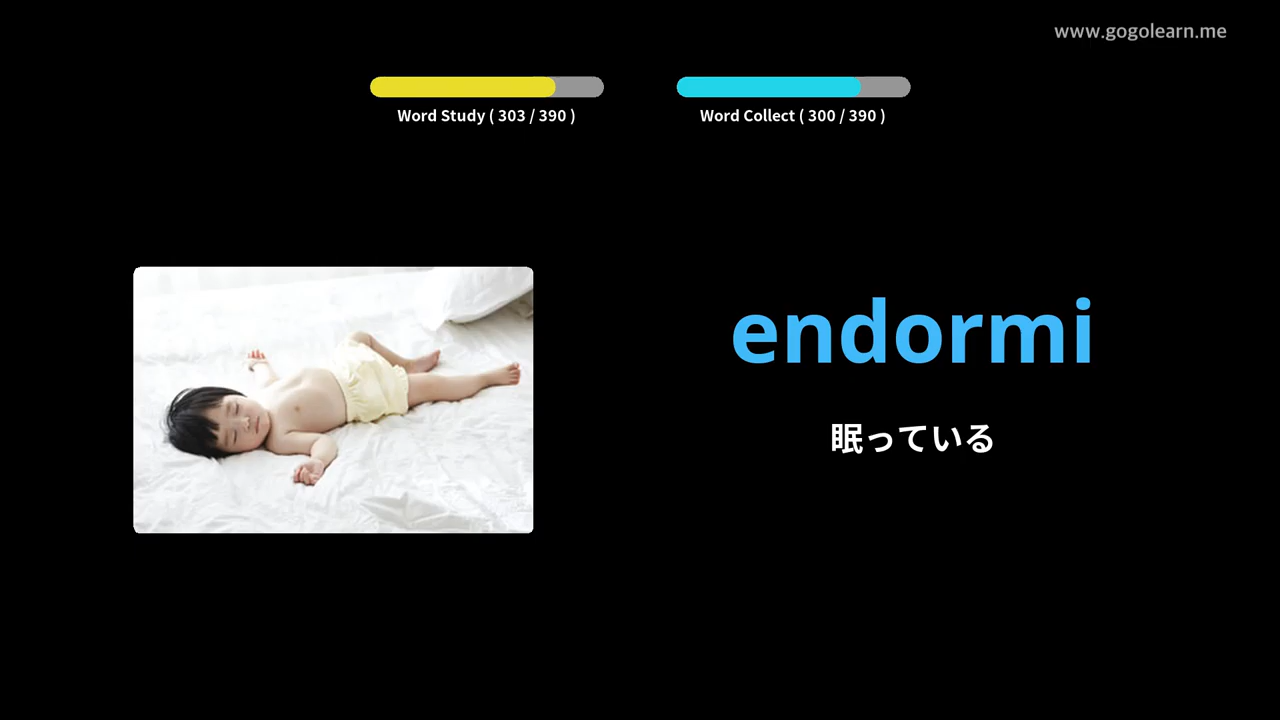 www.gogolearn.me
Word Study ( 303 / 390 )
Word Collect ( 300 / 390 )
endormi
眠っている